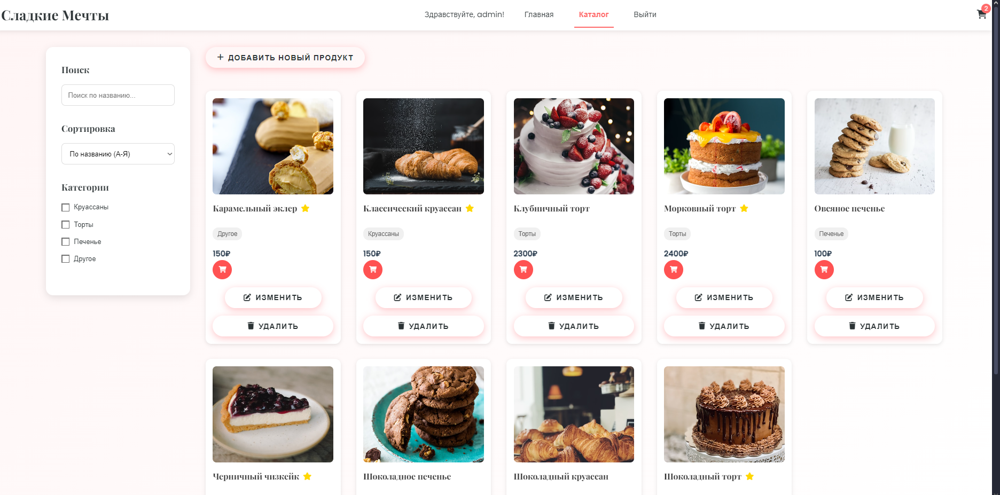 Сладкие Мечты
Здравствуйте, admin!
Главная
Каталог
Выйти
2
Поиск
Поиск по названию...
Сортировка
По названию (А-Я)
Категории
Круассаны
Торты
Печенье
Другое
ДОБАВИТЬ НОВЫЙ ПРОДУКТ
Карамельный эклер
Другое
150₽
ИЗМЕНИТЬ
УДАЛИТЬ
Классический круассан
Круассаны
150₽
ИЗМЕНИТЬ
УДАЛИТЬ
Клубничный торт
Торты
2300₽
ИЗМЕНИТЬ
УДАЛИТЬ
Морковный торт
Торты
2400₽
ИЗМЕНИТЬ
УДАЛИТЬ
Овсяное печенье
Печенье
100₽
ИЗМЕНИТЬ
УДАЛИТЬ
Черничный чизкейк
Шоколадное печенье
Шоколадный круассан
Шоколадный торт